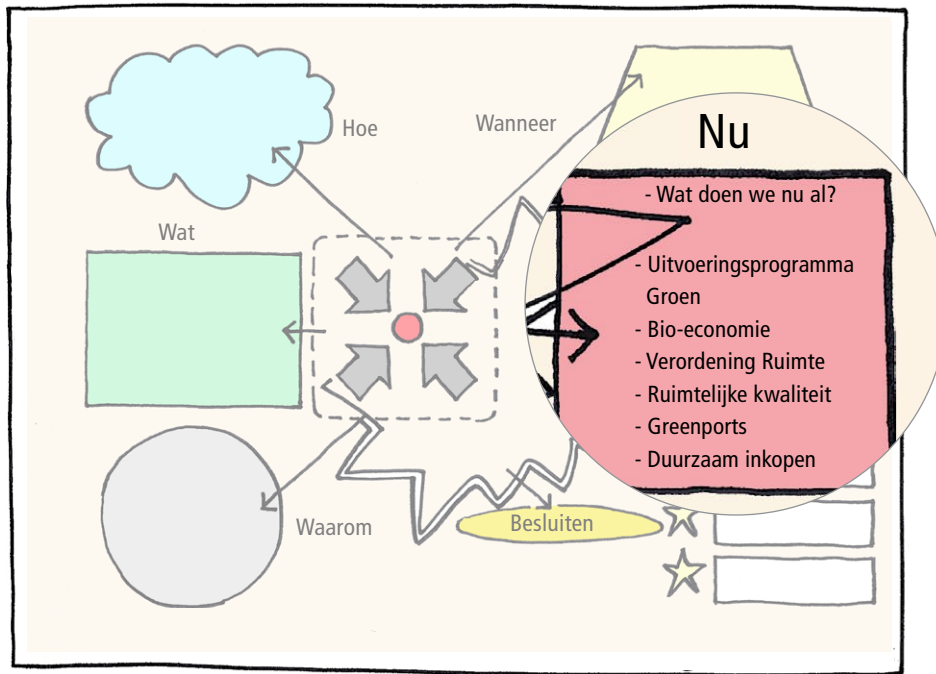 Hoe
Wanneer
Nu
- Wat doen we nu al?
Wat
- Uitvoeringsprogramma
Groen
- Bio-economie
- Verordening Ruimte
- Ruimtelijke kwaliteit
- Greenports
- Duurzaam inkopen
Waarom
Besluiten